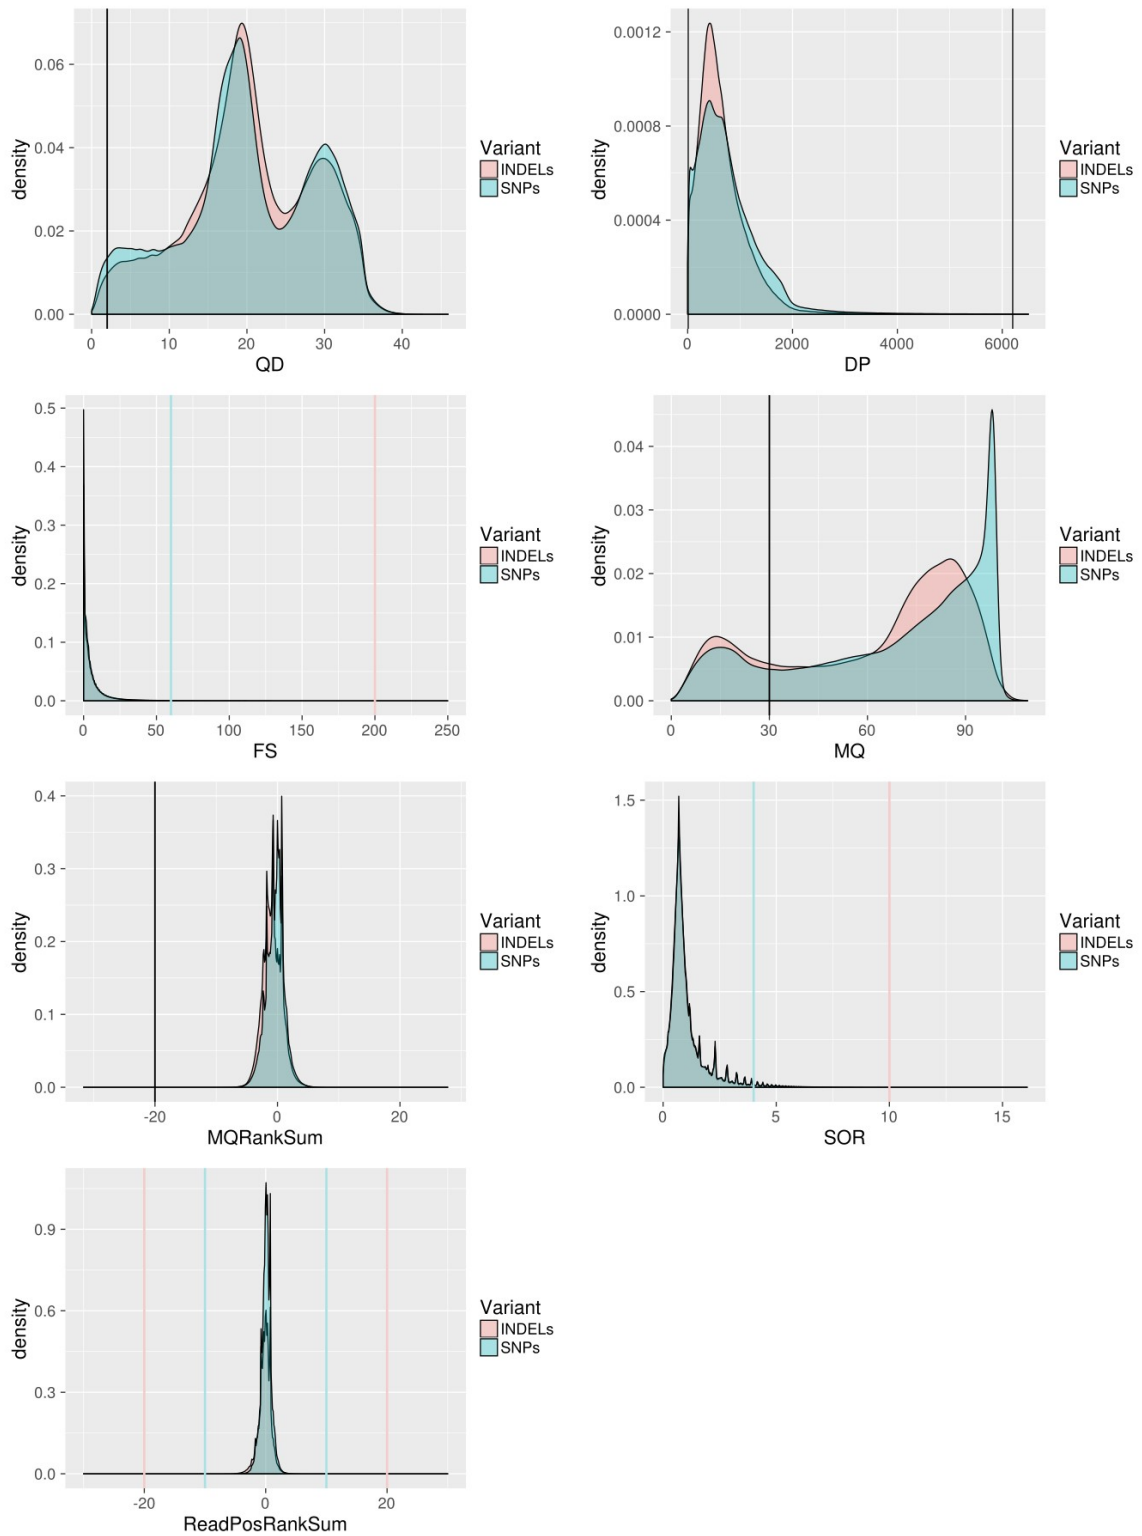 0.06
0.04
0.02
0.00
density
0 10 20 30 40
QD
Variant
INDELs
SNPs
0.0012
0.0008
0.0004
0.0000
density
0 2000 4000 6000
DP
Variant
INDELs
SNPs
0.5
0.4
0.3
0.2
0.1
0.0
density
0 50 100 150 200 250
FS
Variant
INDELs
SNPs
0.04
0.03
0.02
0.01
0.00
density
0 30 60 90
MQ
Variant
INDELs
SNPs
0.4
0.3
0.2
0.1
0.0
density
-20 0 20
MQRankSum
Variant
INDELs
SNPs
1.5
1.0
0.5
0.0
density
0 5 10 15
SOR
Variant
INDELs
SNPs
0.9
0.6
0.3
0.0
density
-20 0 20
ReadPosRankSum
Variant
INDELs
SNPs